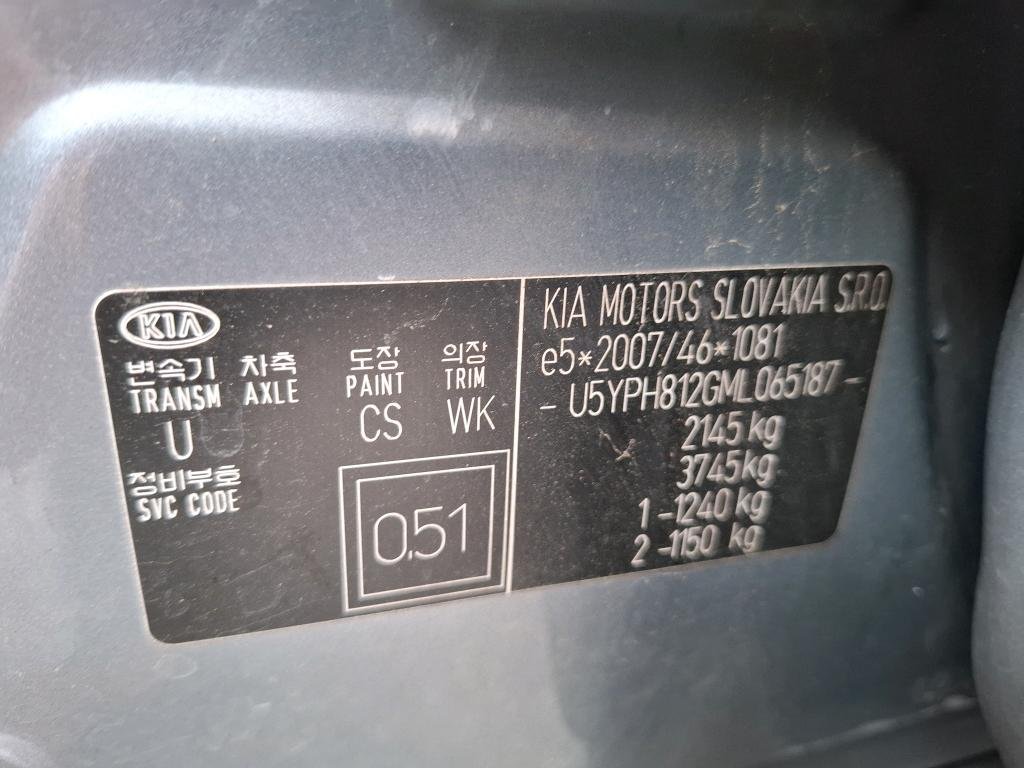 KIA
변속기 차축 도장 의장
TRANSM AXLE PAINT TRIM
U CS WK
정비부호
SVC CODE
0.51
KIA MOTORS SLOVAKIA S.R.O.
e5*2007/46*1081
- U5YPH812GML065187 -
2145 kg
3745 kg
1 - 1240 kg
2 - 1150 kg